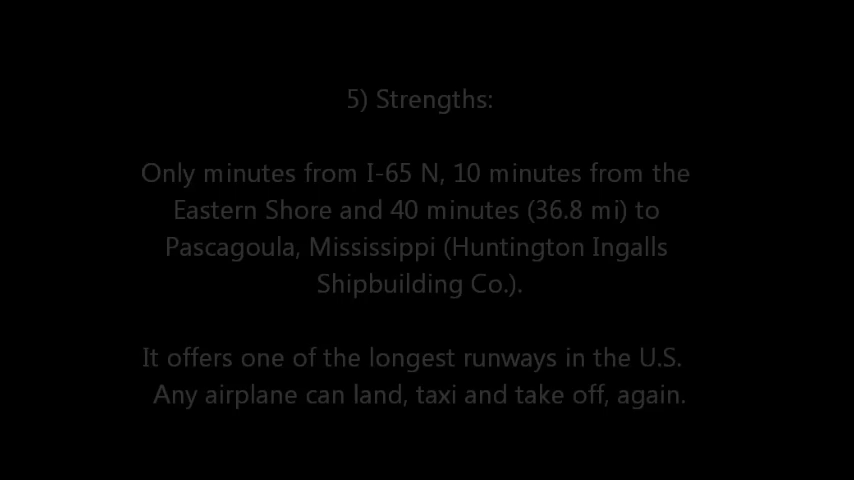 5) Strengths:
Only minutes from I-65 N, 10 minutes from the
Eastern Shore and 40 minutes (36.8 mi) to
Pascagoula, Mississippi (Huntington Ingalls
Shipbuilding Co.).
It offers one of the longest runways in the U.S.
Any airplane can land, taxi and take off, again.